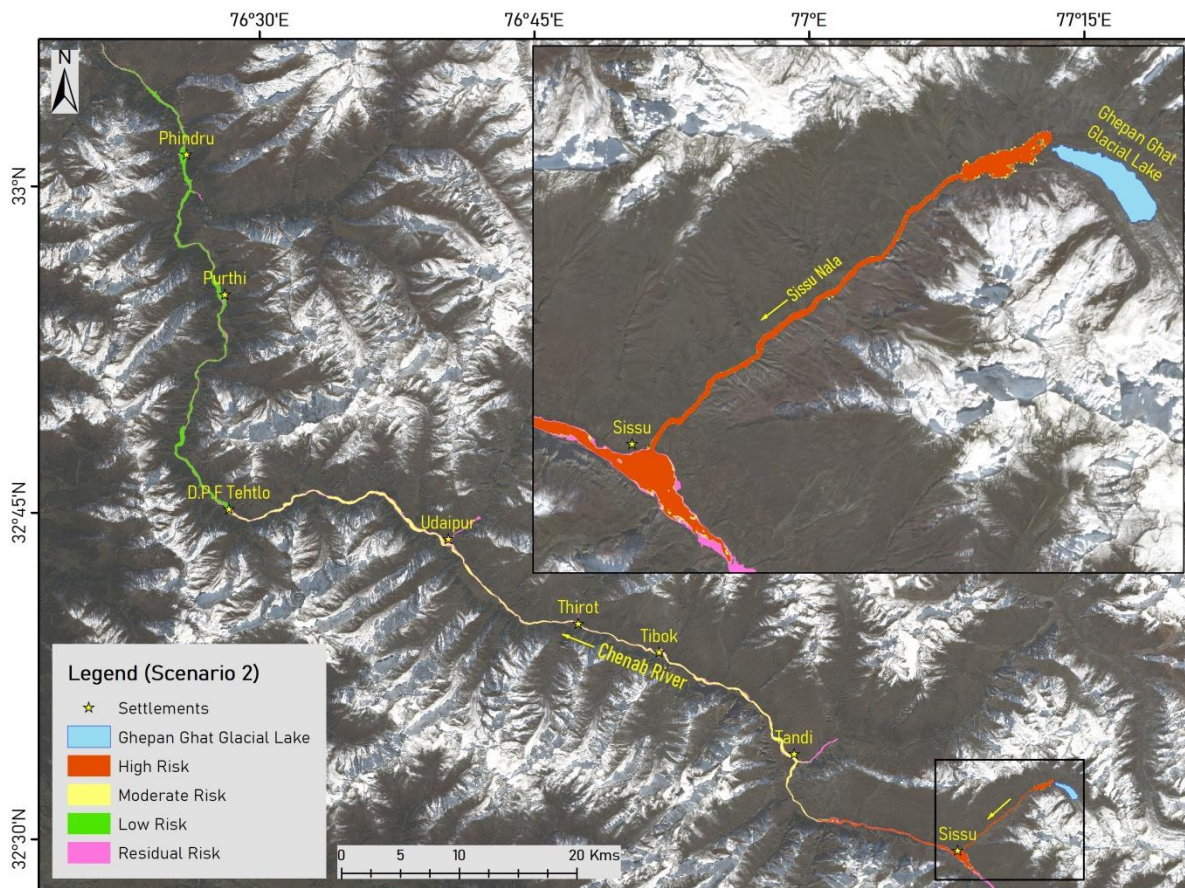 76°30'E
76°45'E
77°E
77°15'E
N
33°N
32°45'N
32°30'N
Phindru
Purthi
D.P.F Tehtlo
Udaipur
Thirot
Tibok
Chenab River
Tandi
Sissu
Ghepan Ghat
Glacial Lake
Sissu Nala
Sissu
Legend (Scenario 2)
Settlements
Ghepan Ghat Glacial Lake
High Risk
Moderate Risk
Low Risk
Residual Risk
0 5 10 20 Kms